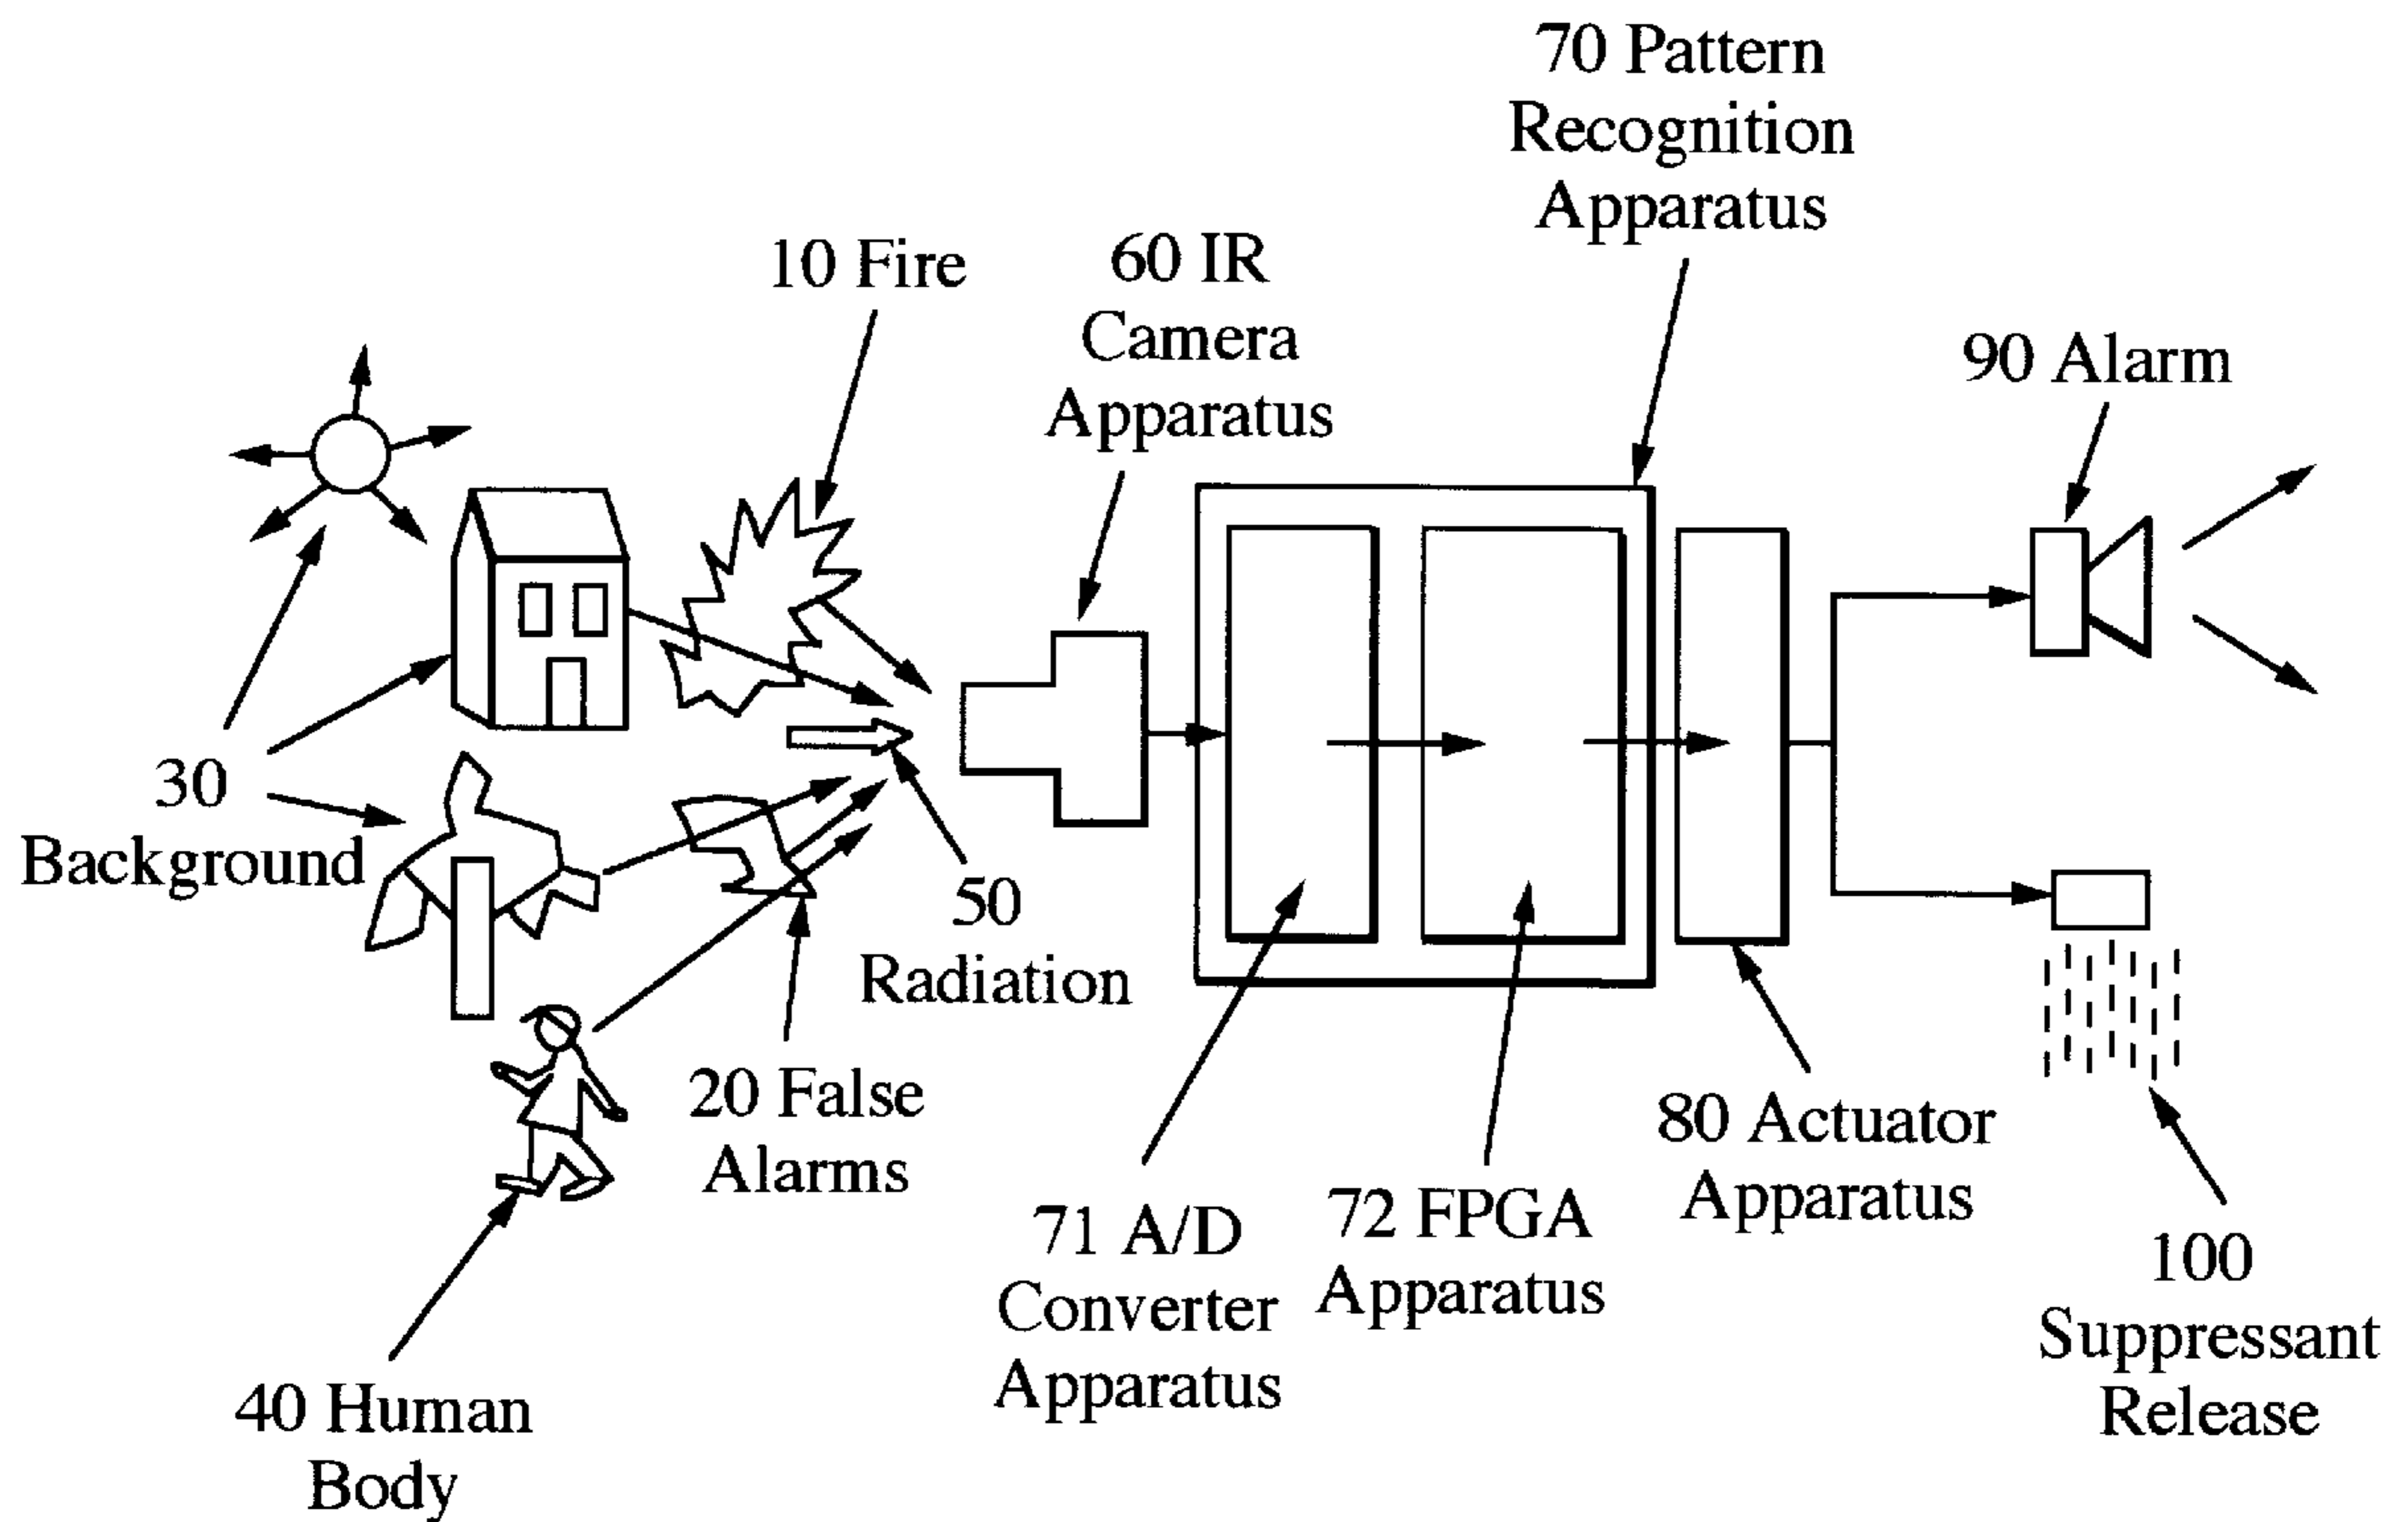 70 Pattern
Recognition
Apparatus
10 Fire
60 IR
Camera
Apparatus
90 Alarm
30
Background
50
Radiation
20 False
Alarms
40 Human
Body
71 A/D
Converter
Apparatus
72 FPGA
Apparatus
80 Actuator
Apparatus
100
Suppressant
Release